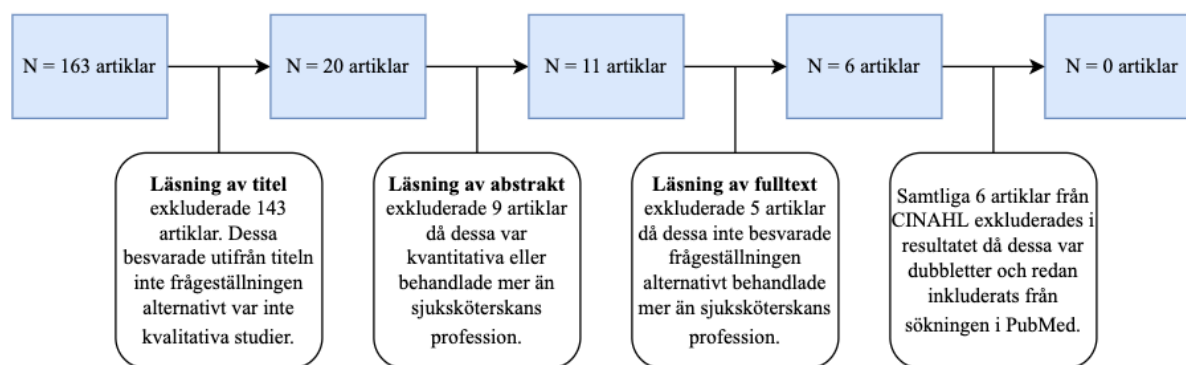 N = 163 artiklar
N = 20 artiklar
N = 11 artiklar
N = 6 artiklar
N = 0 artiklar
Läsning av titel
exkluderade 143
artiklar. Dessa
besvarade utifrån titeln
inte frågeställningen
alternativt var inte
kvalitativa studier.
Läsning av abstrakt
exkluderade 9 artiklar
då dessa var
kvantitativa eller
behandlade mer än
sjuksköterskans
profession.
Läsning av fulltext
exkluderade 5 artiklar
då dessa inte besvarade
frågeställningen
alternativt behandlade
mer än sjuksköterskans
profession.
Samtliga 6 artiklar från
CINAHL exkluderades i
resultatet då dessa var
dubbletter och redan
inkluderats från
sökningen i PubMed.